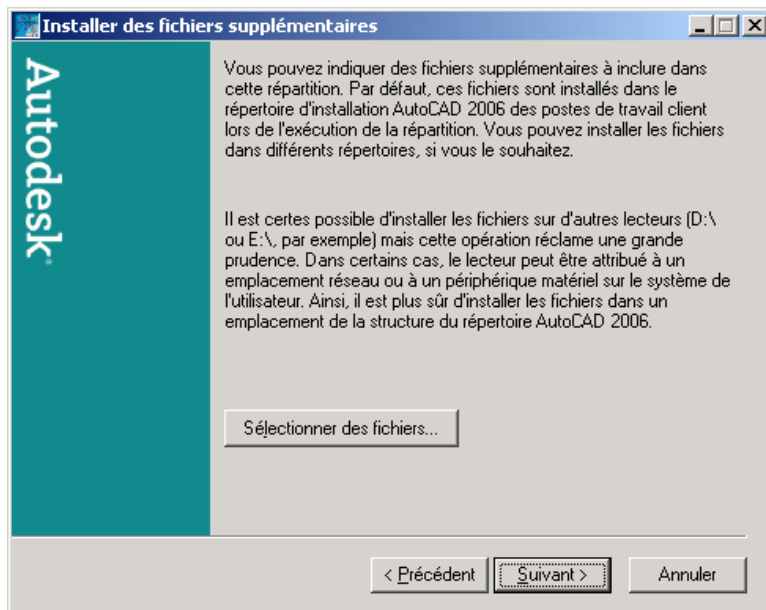 Installer des fichiers supplémentaires
Autodesk
Vous pouvez indiquer des fichiers supplémentaires à inclure dans
cette répartition. Par défaut, ces fichiers sont installés dans le
répertoire d'installation AutoCAD 2006 des postes de travail client
lors de l'exécution de la répartition. Vous pouvez installer les fichiers
dans différents répertoires, si vous le souhaitez.
Il est certes possible d'installer les fichiers sur d'autres lecteurs (D:\
ou E:\, par exemple) mais cette opération réclame une grande
prudence. Dans certains cas, le lecteur peut être attribué à un
emplacement réseau ou à un périphérique matériel sur le système de
l'utilisateur. Ainsi, il est plus sûr d'installer les fichiers dans un
emplacement de la structure du répertoire AutoCAD 2006.
Sélectionner des fichiers...
< Précédent
Suivant >
Annuler